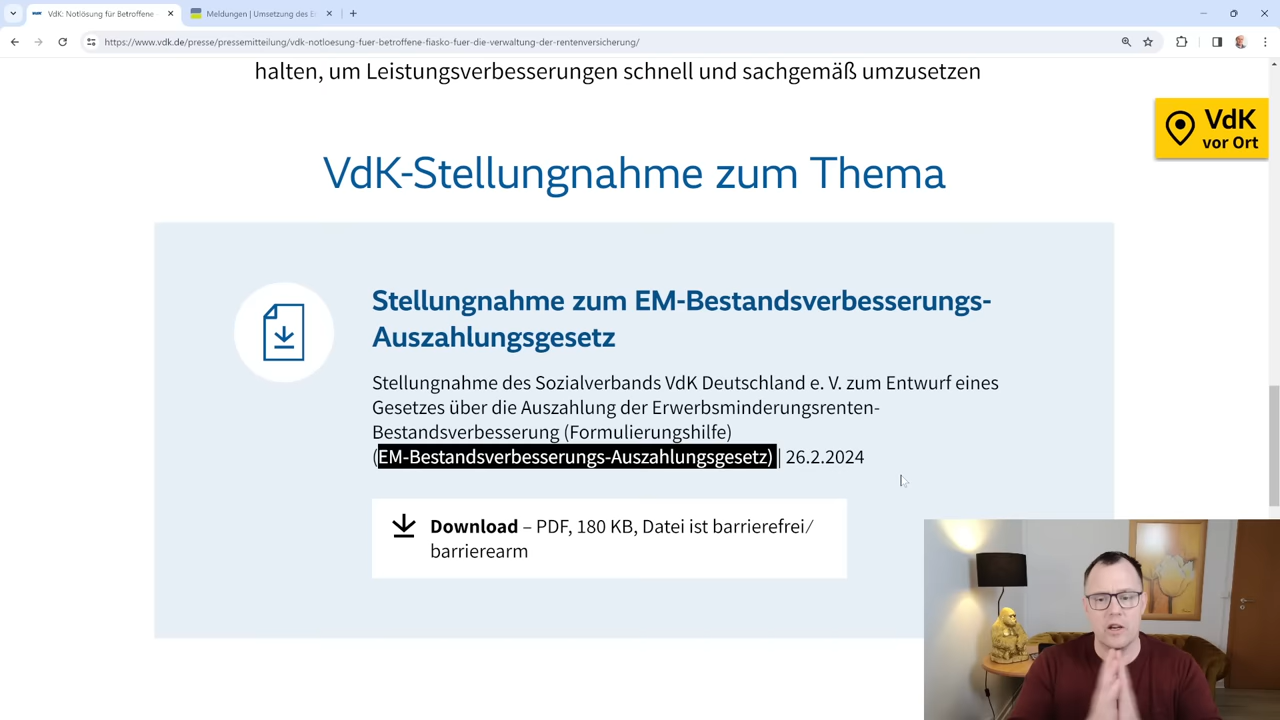 VdK: Notlösung für Betroffene
Meldungen | Umsetzung des
https://www.vdk.de/presse/pressemitteilung/vdk-notloesung-fuer-betroffene-fiasko-fuer-die-verwaltung-der-rentenversicherung/
halten, um Leistungsverbesserungen schnell und sachgemäß umzusetzen
VdK
vor Ort
VdK-Stellungnahme zum Thema
Stellungnahme zum EM-Bestandsverbesserungs-
Auszahlungsgesetz
Stellungnahme des Sozialverbands VdK Deutschland e. V. zum Entwurf eines
Gesetzes über die Auszahlung der Erwerbsminderungsrenten-
Bestandsverbesserung (Formulierungshilfe)
(EM-Bestandsverbesserungs-Auszahlungsgesetz) | 26.2.2024
Download – PDF, 180 KB, Datei ist barrierefrei/
barrierearm